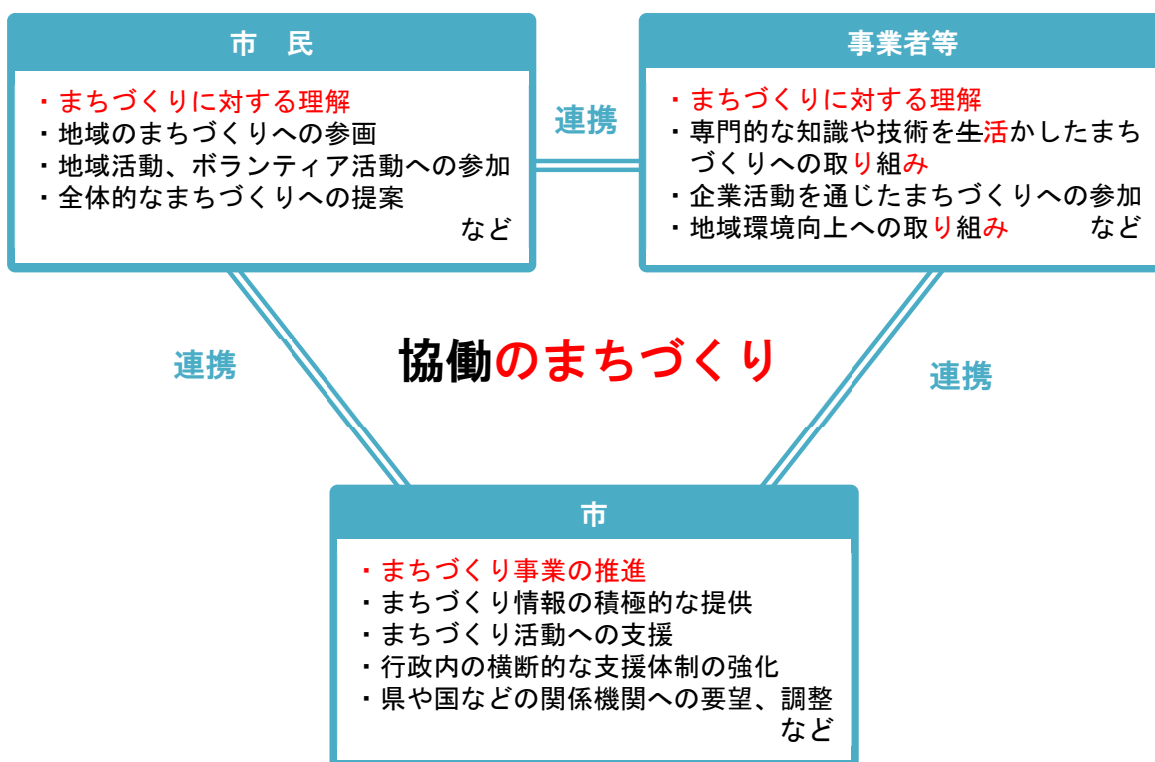 市　民
・まちづくりに対する理解
・地域のまちづくりへの参画
・地域活動、ボランティア活動への参加
・全体的なまちづくりへの提案
など
連携
事業者等
・まちづくりに対する理解
・専門的な知識や技術を生活かしたまち
づくりへの取り組み
・企業活動を通じたまちづくりへの参加
・地域環境向上への取り組み　など
連携
協働のまちづくり
連携
市
・まちづくり事業の推進
・まちづくり情報の積極的な提供
・まちづくり活動への支援
・行政内の横断的な支援体制の強化
・県や国などの関係機関への要望、調整
など